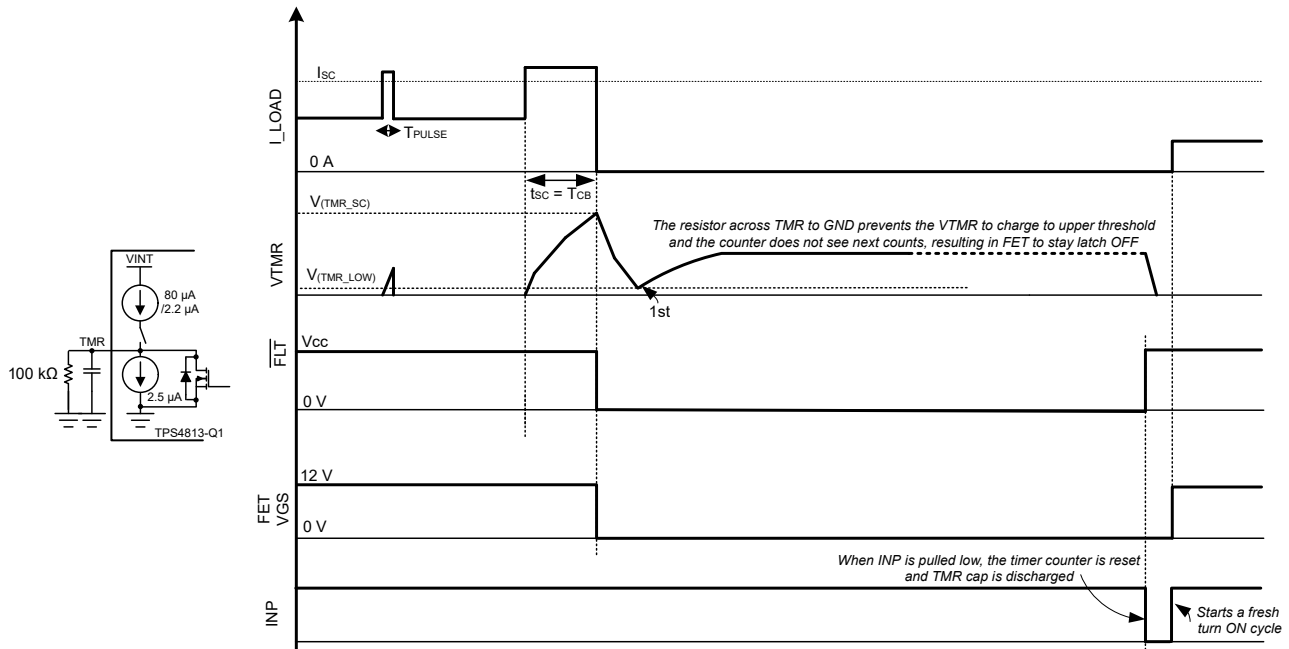 I_LOAD
ISC
TPULSE
0 A
tSC = TCB
VTMR
V(TMR_SC)
V(TMR_LOW)
The resistor across TMR to GND prevents the VTMR to charge to upper threshold
and the counter does not see next counts, resulting in FET to stay latch OFF
1st
VINT
80 µA
/2.2 µA
TMR
100 kΩ
2.5 µA
TPS4813-Q1
FLT
Vcc
0 V
FET
VGS
12 V
0 V
When INP is pulled low, the timer counter is reset
and TMR cap is discharged
INP
Starts a fresh
turn ON cycle